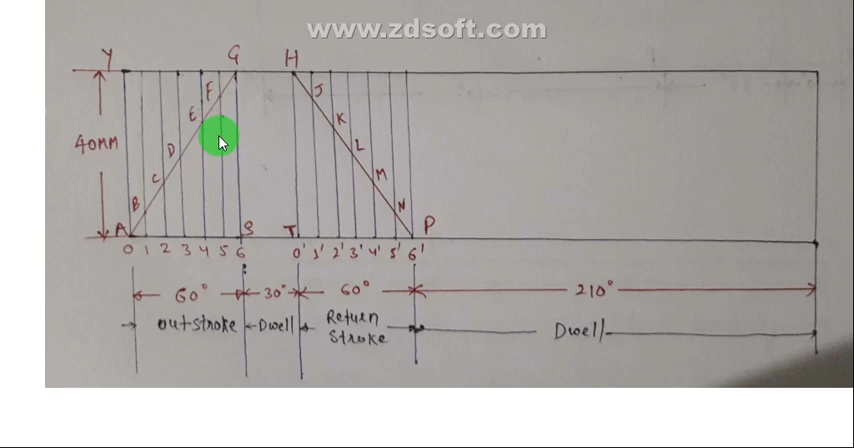 www.zdsoft.com
Y G H
F J
E K
40MM D L
C M
B N
A S T P
0 1 2 3 4 5 6 0' 1' 2' 3' 4' 5' 6'
60° 30° 60° 210°
outstroke Dwell Return Stroke Dwell